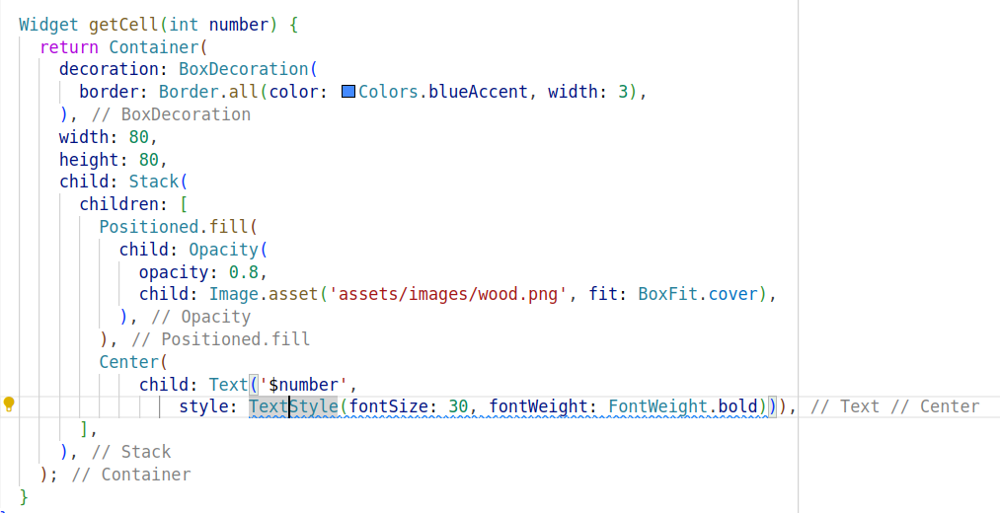 Widget getCell(int number) {
  return Container(
    decoration: BoxDecoration(
      border: Border.all(color: Colors.blueAccent, width: 3),
    ), // BoxDecoration
    width: 80,
    height: 80,
    child: Stack(
      children: [
        Positioned.fill(
          child: Opacity(
            opacity: 0.8,
            child: Image.asset('assets/images/wood.png', fit: BoxFit.cover),
          ), // Opacity
        ), // Positioned.fill
        Center(
            child: Text('$number',
                style: TextStyle(fontSize: 30, fontWeight: FontWeight.bold))), // Text // Center
      ],
    ), // Stack
  ); // Container
}